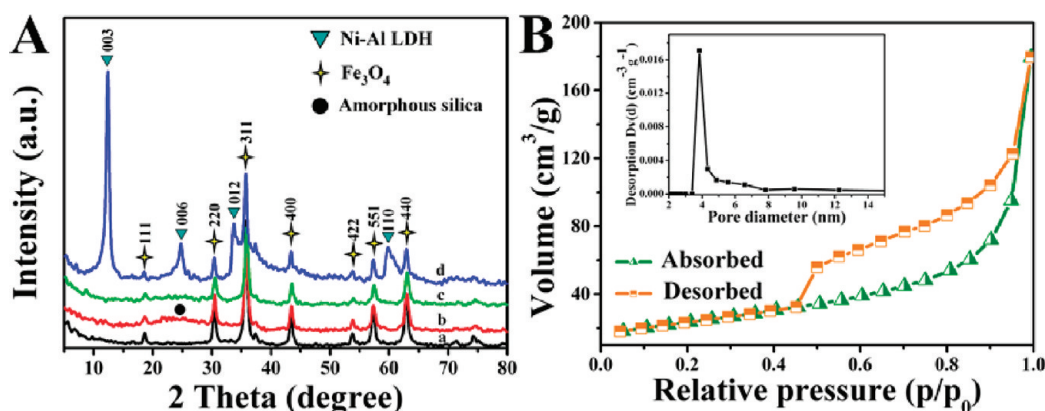 A
Intensity (a.u.)
003
Ni-Al LDH
Fe3O4
Amorphous silica
111
006
220
012
311
400
422
551
110
440
d
c
b
a
10 20 30 40 50 60 70 80
2 Theta (degree)
B
Volume (cm³/g)
200
160
120
80
40
0.0 0.2 0.4 0.6 0.8 1.0
Relative pressure (p/p0)
Desorption Dv(d) (cm-3g-1)
0.016
0.012
0.008
0.004
0.000
2 4 6 8 10 12 14
Pore diameter (nm)
Absorbed
Desorbed